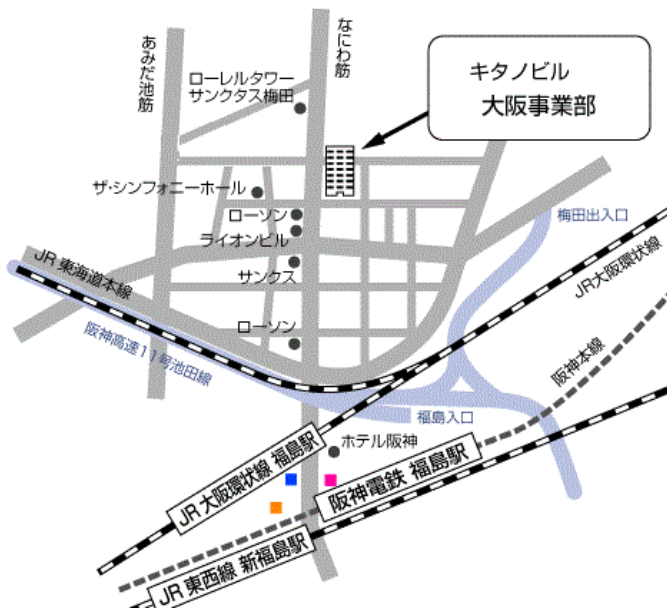 あみだ池筋
なにわ筋
ローレルタワー
サンクタス梅田
キタノビル
大阪事業部
ザ・シンフォニーホール
ローソン
ライオンビル
梅田出入口
JR東海道本線
サンクス
JR大阪環状線
阪神高速11号池田線
ローソン
阪神本線
福島入口
ホテル阪神
JR大阪環状線 福島駅
阪神電鉄 福島駅
JR東西線 新福島駅